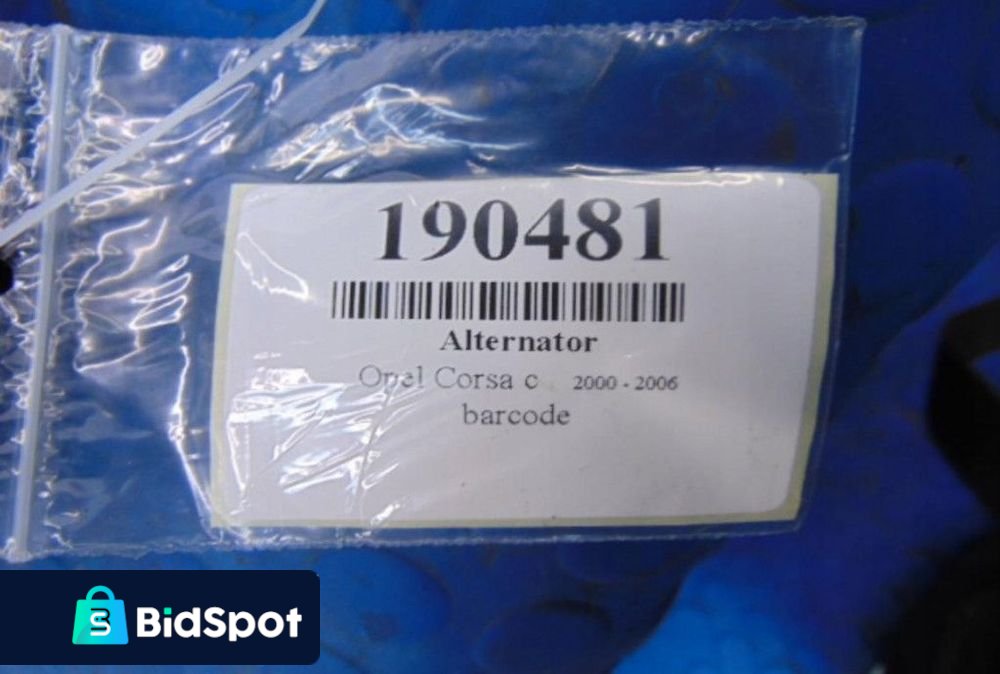 190481
Alternator
Opel Corsa c 2000 - 2006
barcode
BidSpot